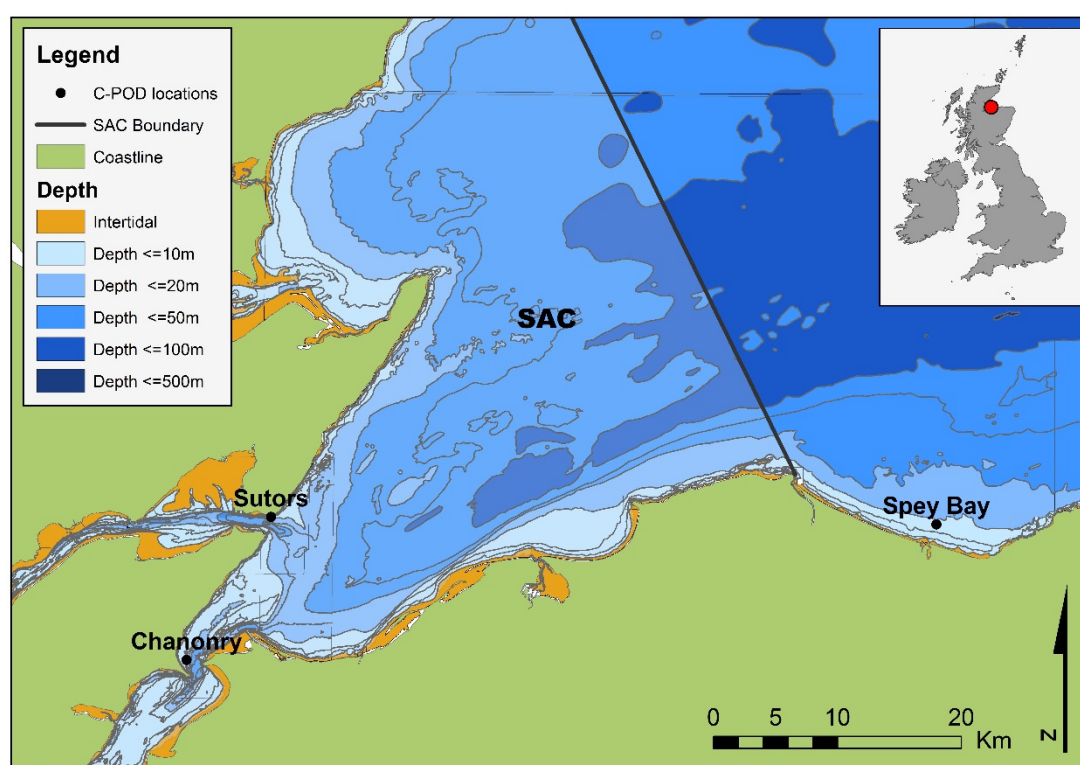 Legend
C-POD locations
SAC Boundary
Coastline
Depth
Intertidal
Depth <=10m
Depth <=20m
Depth <=50m
Depth <=100m
Depth <=500m
SAC
Sutors
Spey Bay
Chanonry
0 5 10 20
Km
N